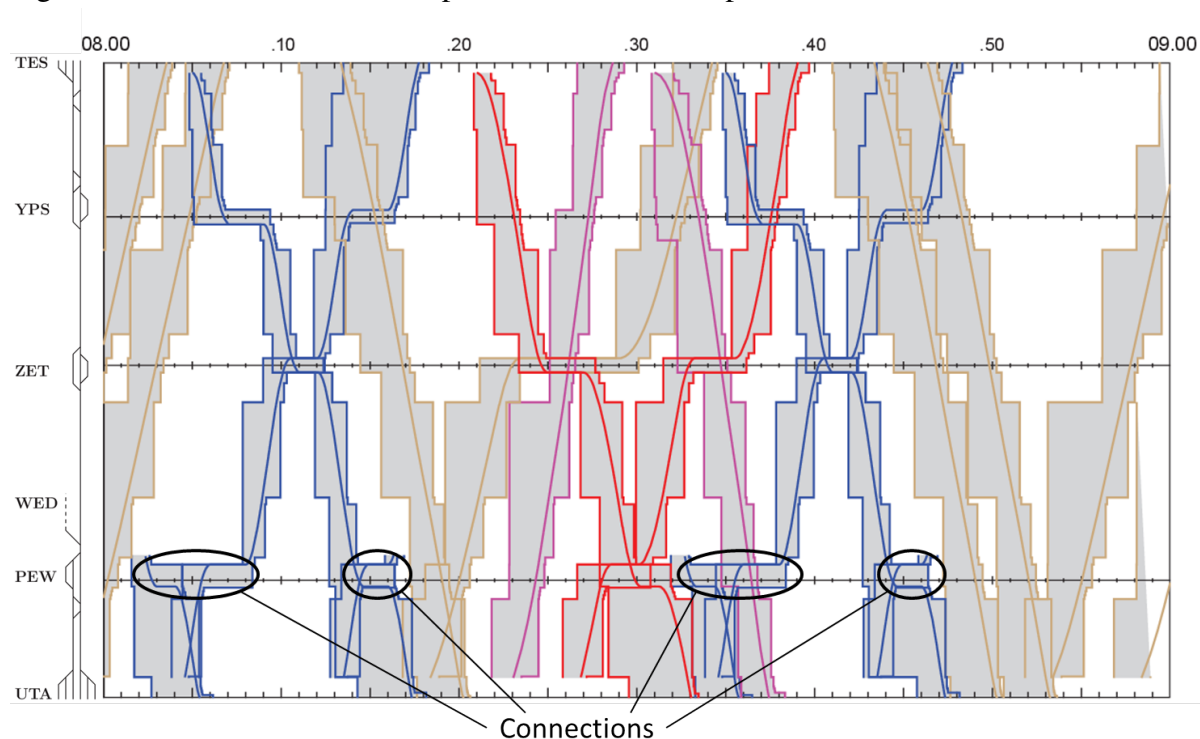 08.00 .10 .20 .30 .40 .50 09.00
TES
YPS
ZET
WED
PEW
UTA
Connections